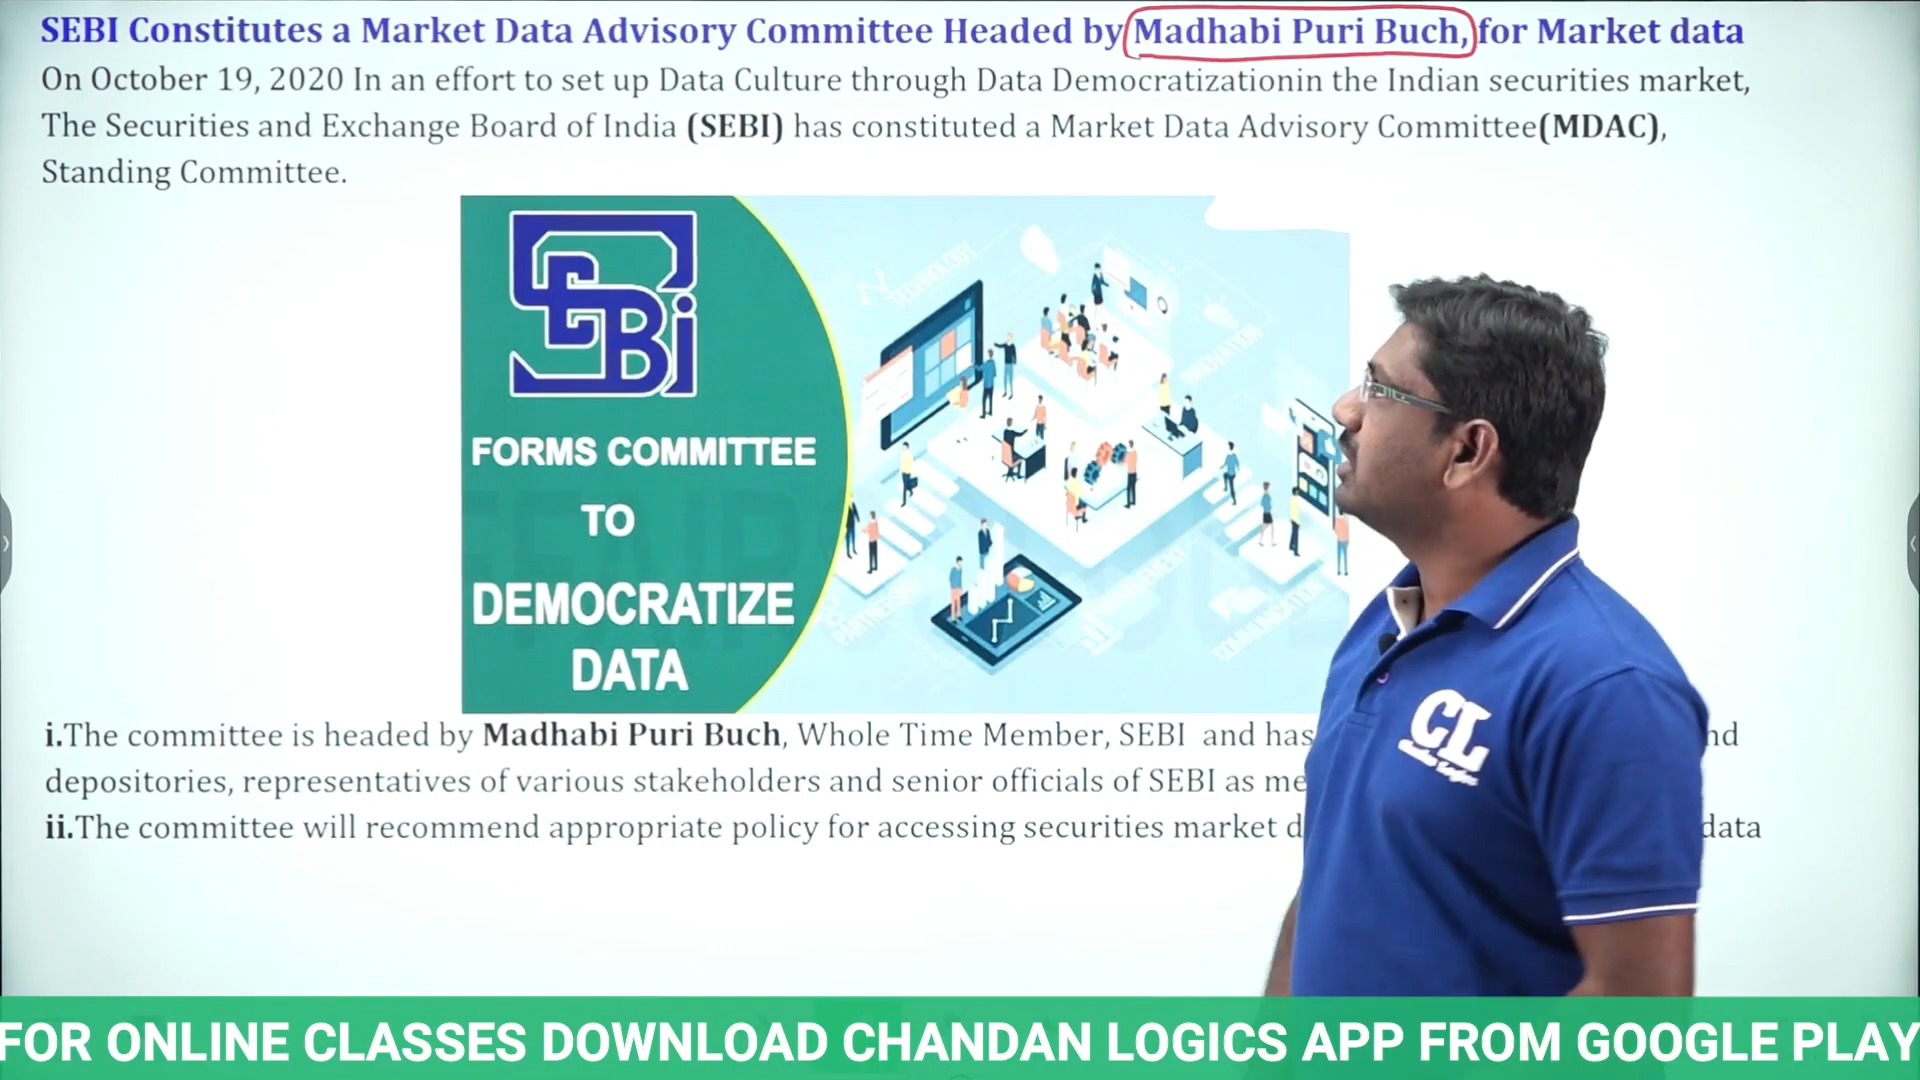 SEBI Constitutes a Market Data Advisory Committee Headed by Madhabi Puri Buch, for Market data
On October 19, 2020 In an effort to set up Data Culture through Data Democratizationin the Indian securities market,
The Securities and Exchange Board of India (SEBI) has constituted a Market Data Advisory Committee(MDAC),
Standing Committee.
SEBi
FORMS COMMITTEE
TO
DEMOCRATIZE
DATA
TECHNOLOGY
INNOVATION
COMMUNICATION
i.The committee is headed by Madhabi Puri Buch, Whole Time Member, SEBI and has
depositories, representatives of various stakeholders and senior officials of SEBI as me
ii.The committee will recommend appropriate policy for accessing securities market d data
CL
FOR ONLINE CLASSES DOWNLOAD CHANDAN LOGICS APP FROM GOOGLE PLAY